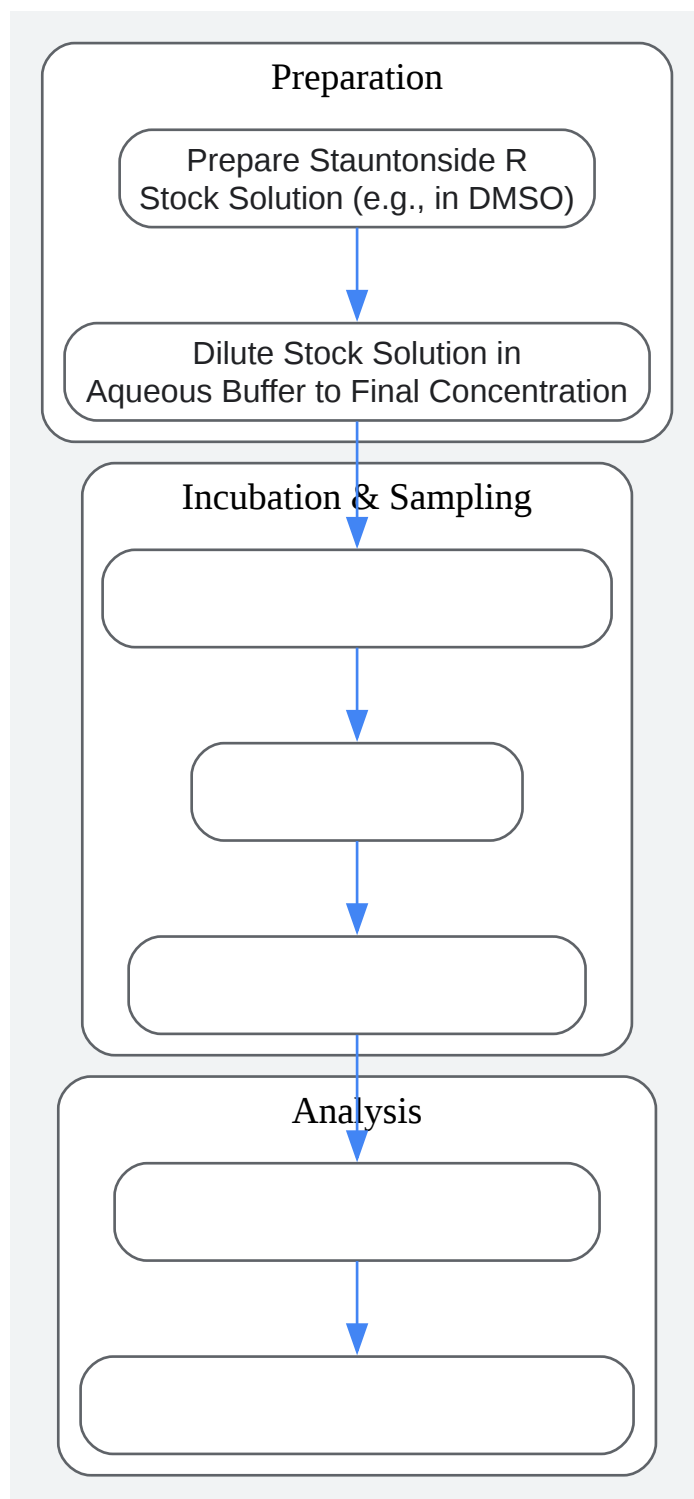 Preparation
Prepare Stauntonside R
Stock Solution (e.g., in DMSO)
Dilute Stock Solution in
Aqueous Buffer to Final Concentration
Incubation & Sampling
Analysis